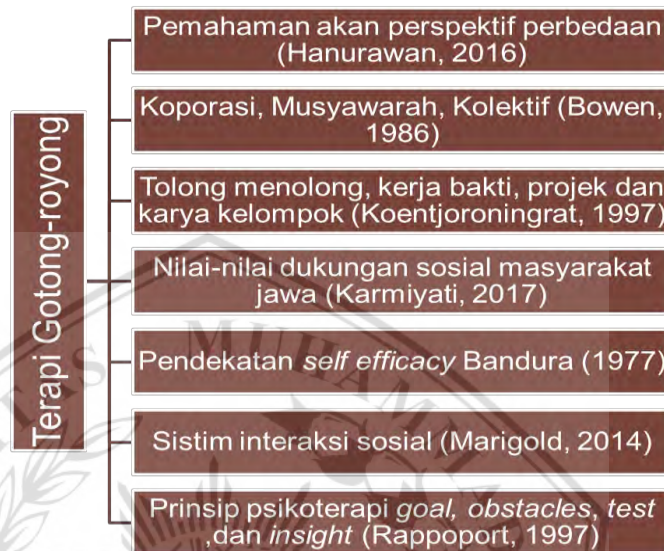 Terapi Gotong-royong
Pemahaman akan perspektif perbedaan
(Hanurawan, 2016)
Koporasi, Musyawarah, Kolektif (Bowen,
1986)
Tolong menolong, kerja bakti, projek dan
karya kelompok (Koentjoroningrat, 1997)
Nilai-nilai dukungan sosial masyarakat
jawa (Karmiyati, 2017)
Pendekatan self efficacy Bandura (1977)
Sistim interaksi sosial (Marigold, 2014)
Prinsip psikoterapi goal, obstacles, test
,dan insight (Rappoport, 1997)
MUHAMM